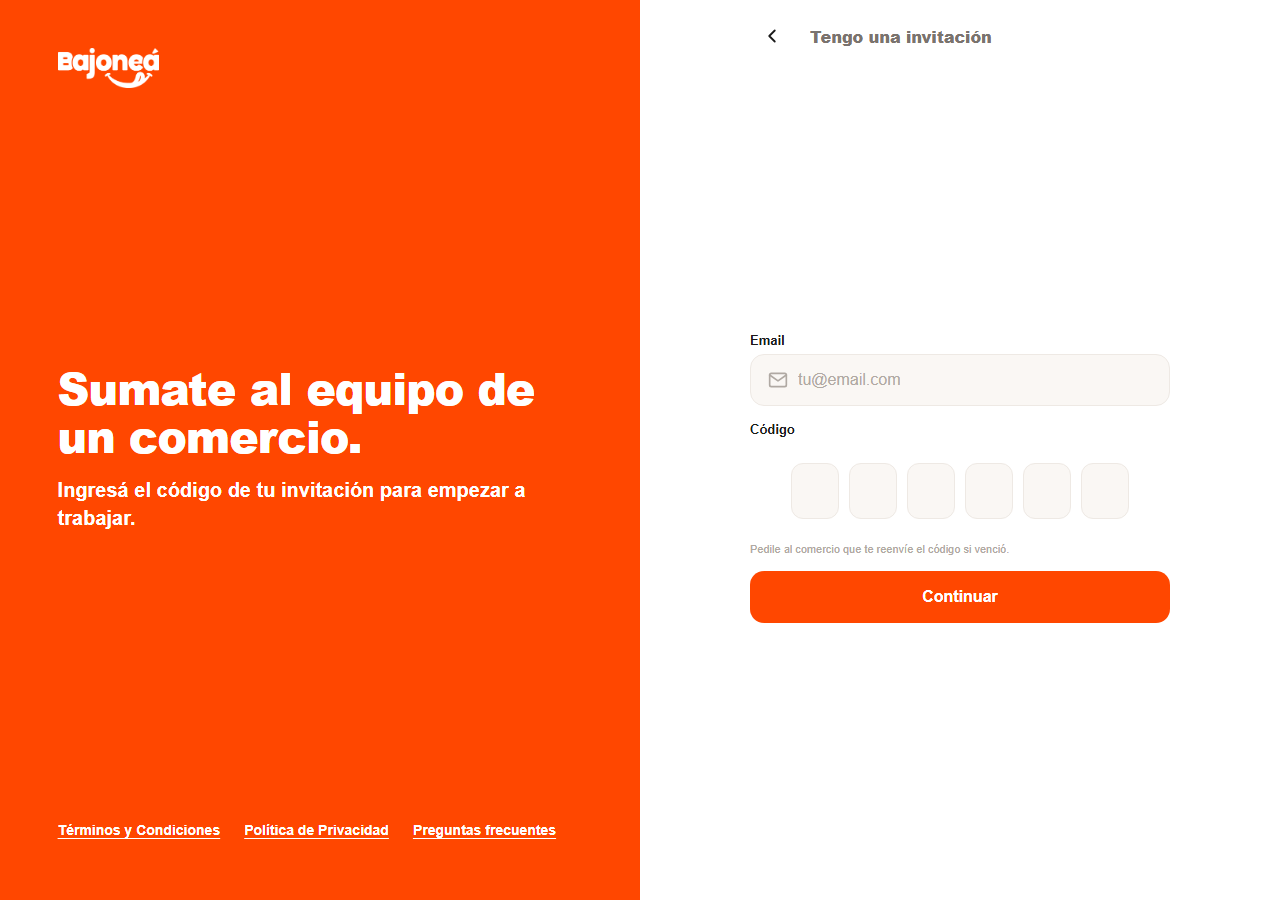 Bajoneá
Sumate al equipo de
un comercio.
Ingresá el código de tu invitación para empezar a
trabajar.
Términos y Condiciones
Política de Privacidad
Preguntas frecuentes
Tengo una invitación
Email
tu@email.com
Código
Pedile al comercio que te reenvíe el código si venció.
Continuar